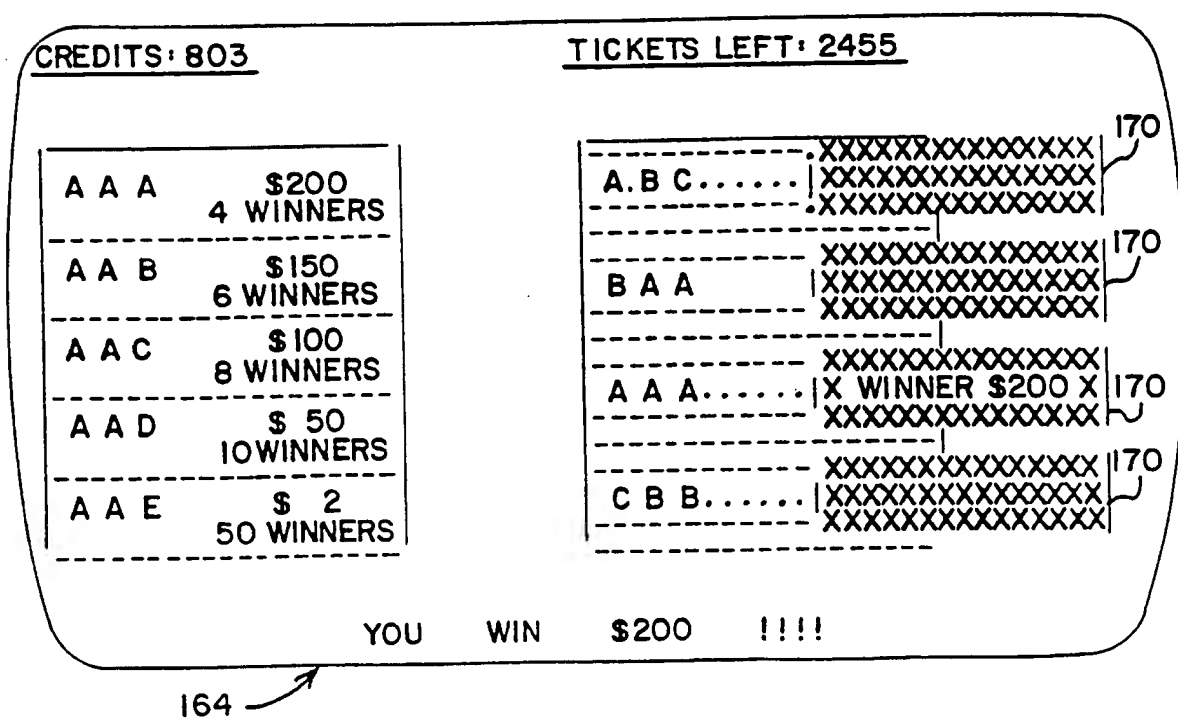 CREDITS: 803
TICKETS LEFT: 2455
A A A $200
4 WINNERS
A A B $150
6 WINNERS
A A C $100
8 WINNERS
A A D $ 50
10 WINNERS
A A E $ 2
50 WINNERS
XXXXXXXXXXXXXXX 170
A.B C...... XXXXXXXXXXXXXXX
XXXXXXXXXXXXXXX
XXXXXXXXXXXXXXX 170
B A A XXXXXXXXXXXXXXX
XXXXXXXXXXXXXXX
XXXXXXXXXXXXXXX
A A A...... X WINNER $200 X 170
XXXXXXXXXXXXXXX
XXXXXXXXXXXXXXX 170
C B B...... XXXXXXXXXXXXXXX
XXXXXXXXXXXXXXX
YOU WIN $200 !!!!
164